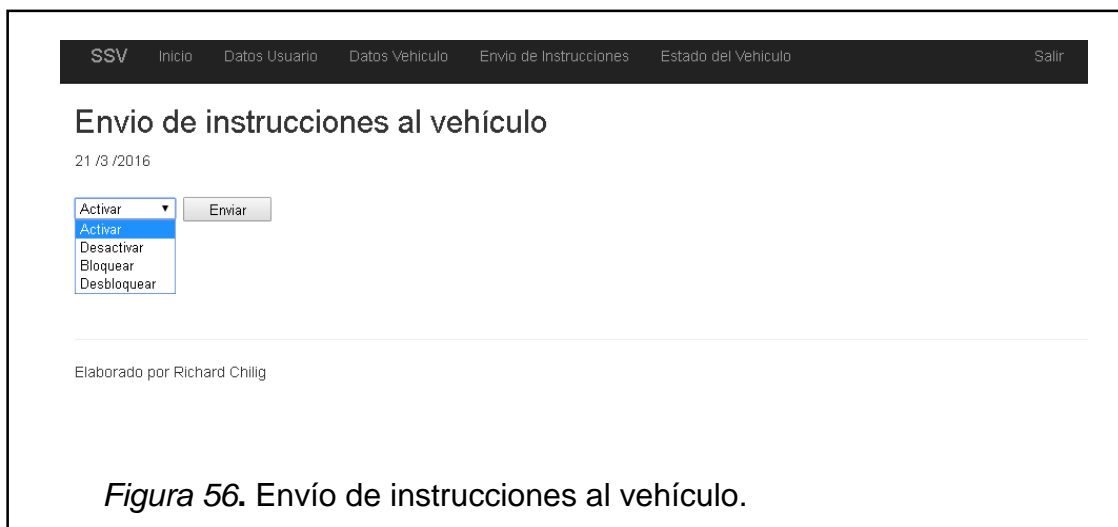 SSV Inicio Datos Usuario Datos Vehiculo Envio de Instrucciones Estado del Vehiculo Salir
Envio de instrucciones al vehículo
21 /3 /2016
Activar Enviar
Activar
Desactivar
Bloquear
Desbloquear
Elaborado por Richard Chilig
Figura 56. Envío de instrucciones al vehículo.